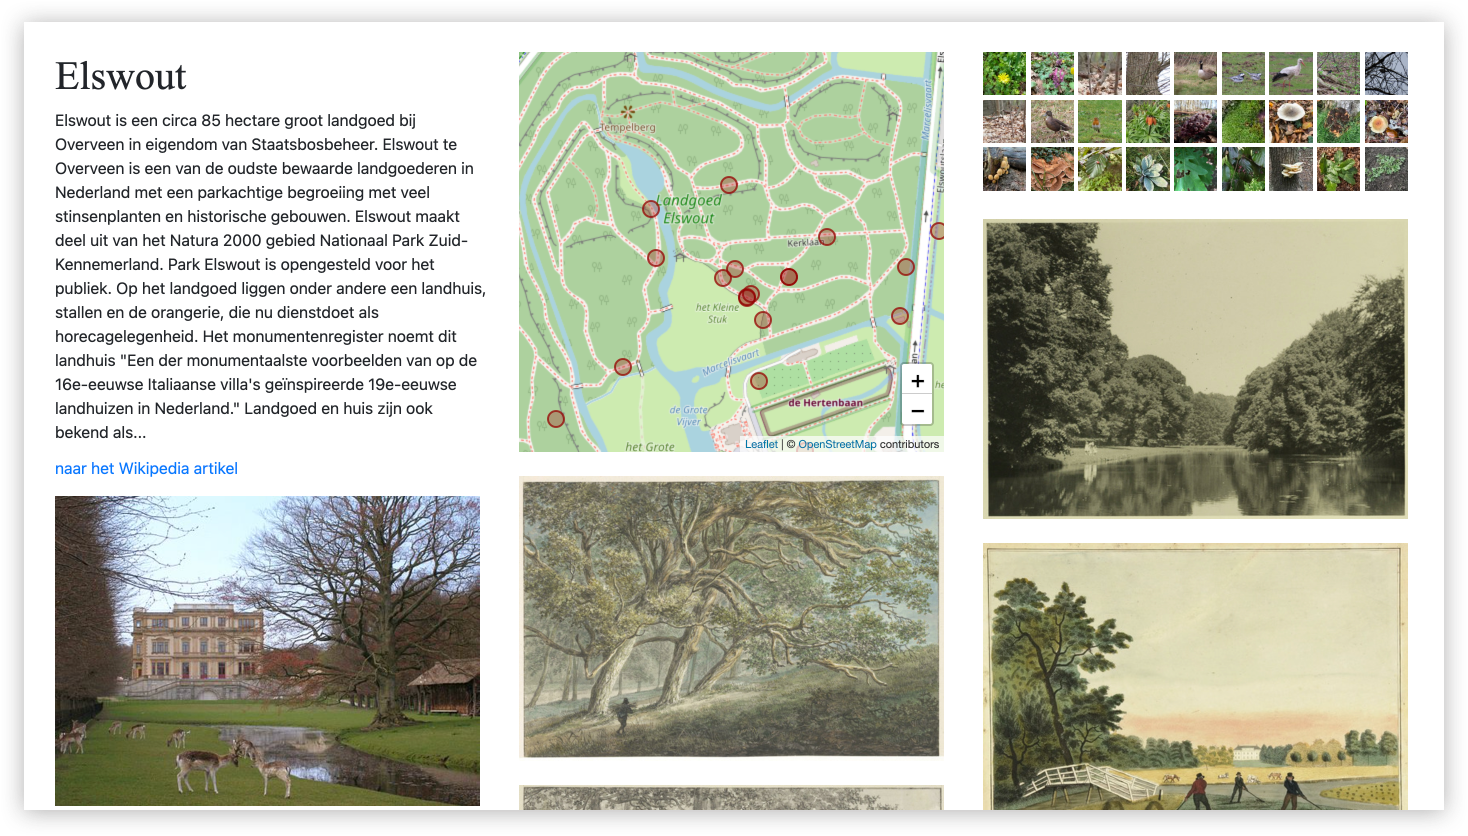 Elswout
Elswout is een circa 85 hectare groot landgoed bij
Overveen in eigendom van Staatsbosbeheer. Elswout te
Overveen is een van de oudste bewaarde landgoederen in
Nederland met een parkachtige begroeiing met veel
stinsenplanten en historische gebouwen. Elswout maakt
deel uit van het Natura 2000 gebied Nationaal Park Zuid-
Kennemerland. Park Elswout is opengesteld voor het
publiek. Op het landgoed liggen onder andere een landhuis,
stallen en de orangerie, die nu dienstdoet als
horecagelegenheid. Het monumentenregister noemt dit
landhuis "Een der monumentaalste voorbeelden van op de
16e-eeuwse Italiaanse villa's geïnspireerde 19e-eeuwse
landhuizen in Nederland." Landgoed en huis zijn ook
bekend als...
naar het Wikipedia artikel
Tempelberg
Landgoed
Elswout
Kerklaan
het Kleine
Stuk
Marcelisvaart
Marcelisvaart
de Hertenbaan
de Grote
Vijver
het Grote
+
−
Leaflet | © OpenStreetMap contributors